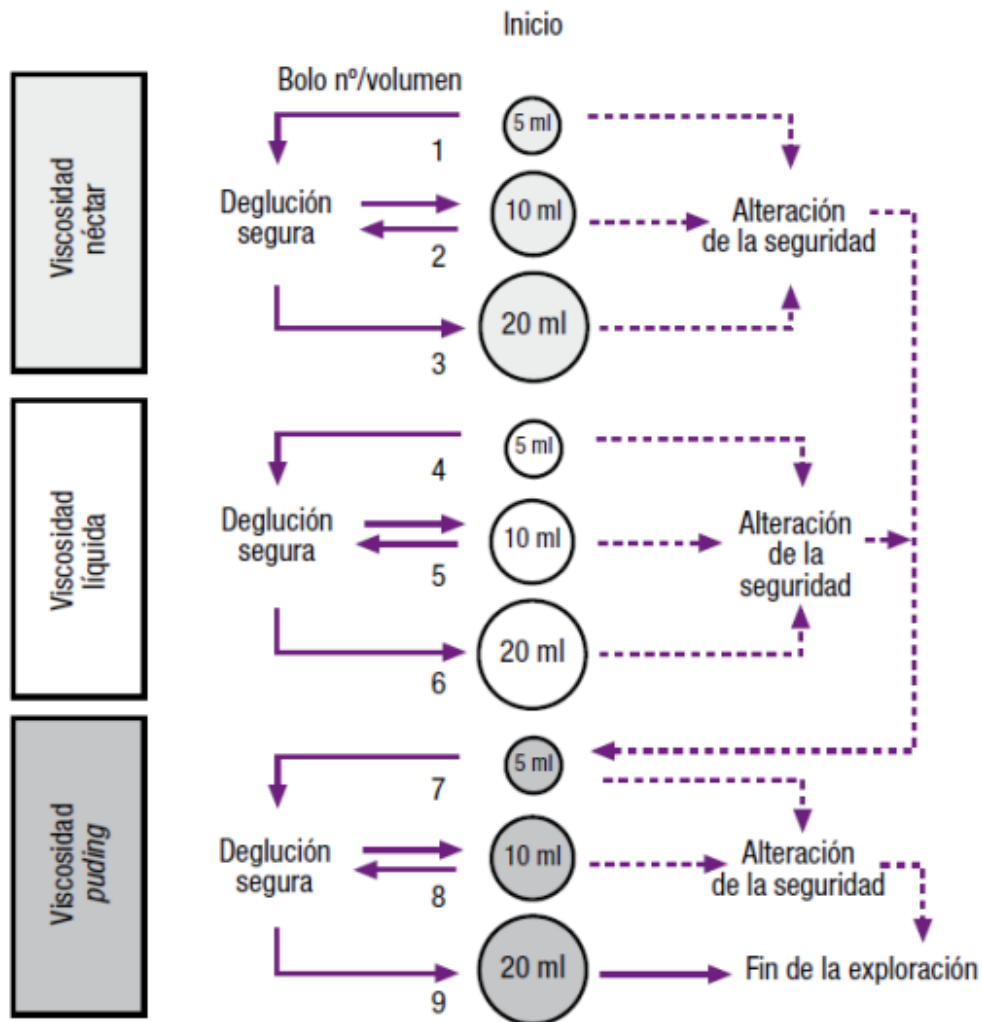 Inicio
Bolo nº/volumen
Viscosidad
néctar
5 ml
1
Deglución
segura
10 ml
2
Alteración
de la seguridad
20 ml
3
Viscosidad
líquida
5 ml
4
Deglución
segura
10 ml
5
Alteración
de la
seguridad
20 ml
6
Viscosidad
puding
5 ml
7
Deglución
segura
10 ml
8
Alteración
de la seguridad
20 ml
9
Fin de la exploración